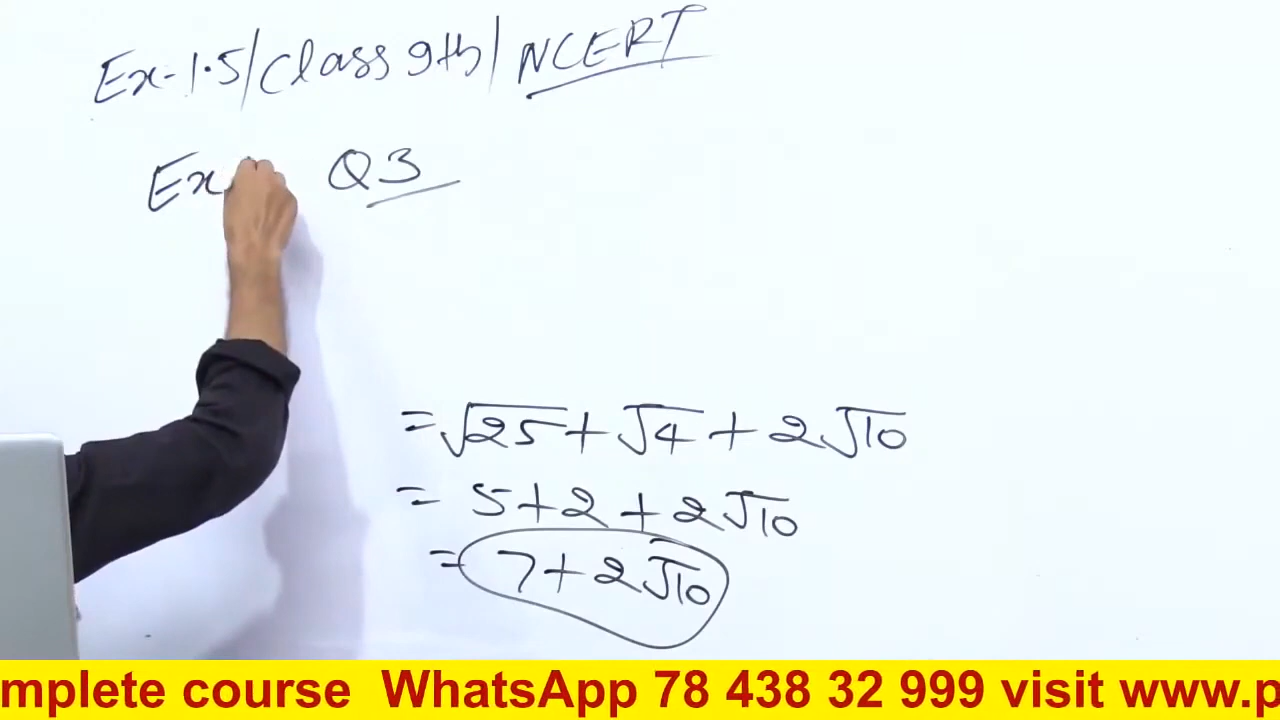 Ex-1.5/Class 9th/NCERT
Ex Q3
=√25+√4+2√10
= 5+2+2√10
= 7+2√10
mplete course WhatsApp 78 438 32 999 visit www.p